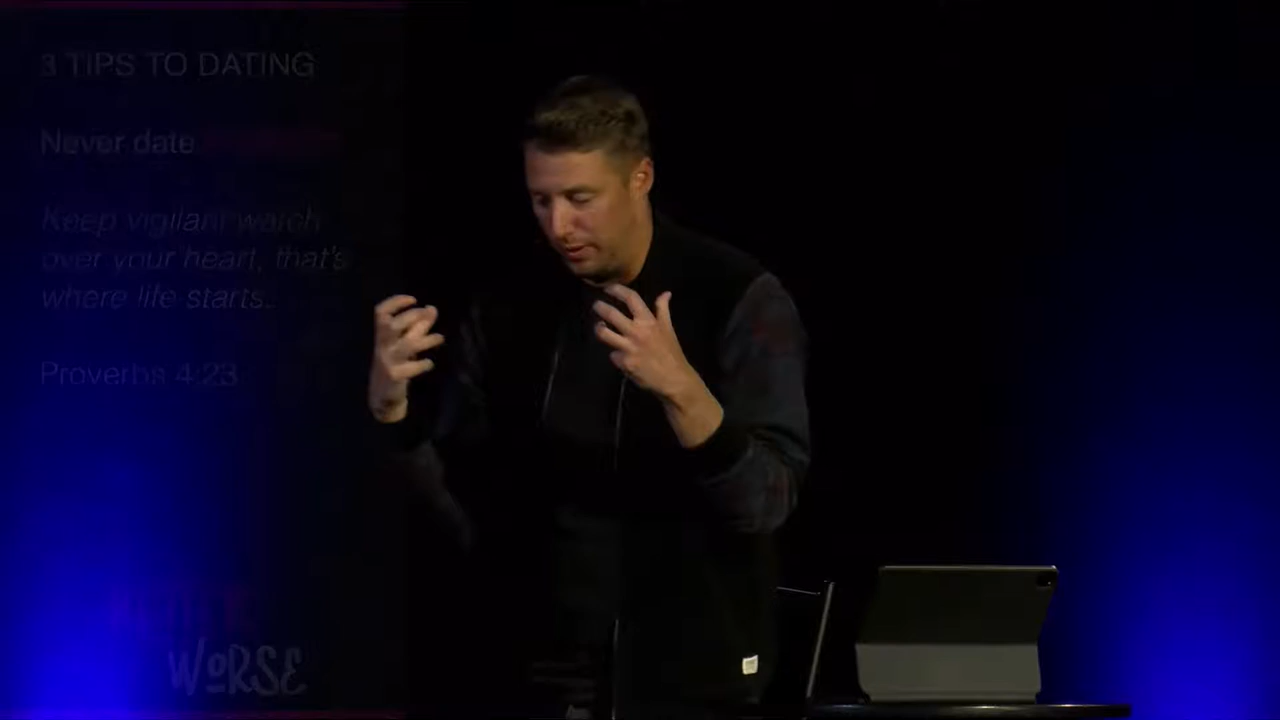 3 TIPS TO DATING
Never date
Keep vigilant watch
over your heart, that's
where life starts.
Proverbs 4:23
WoRSE